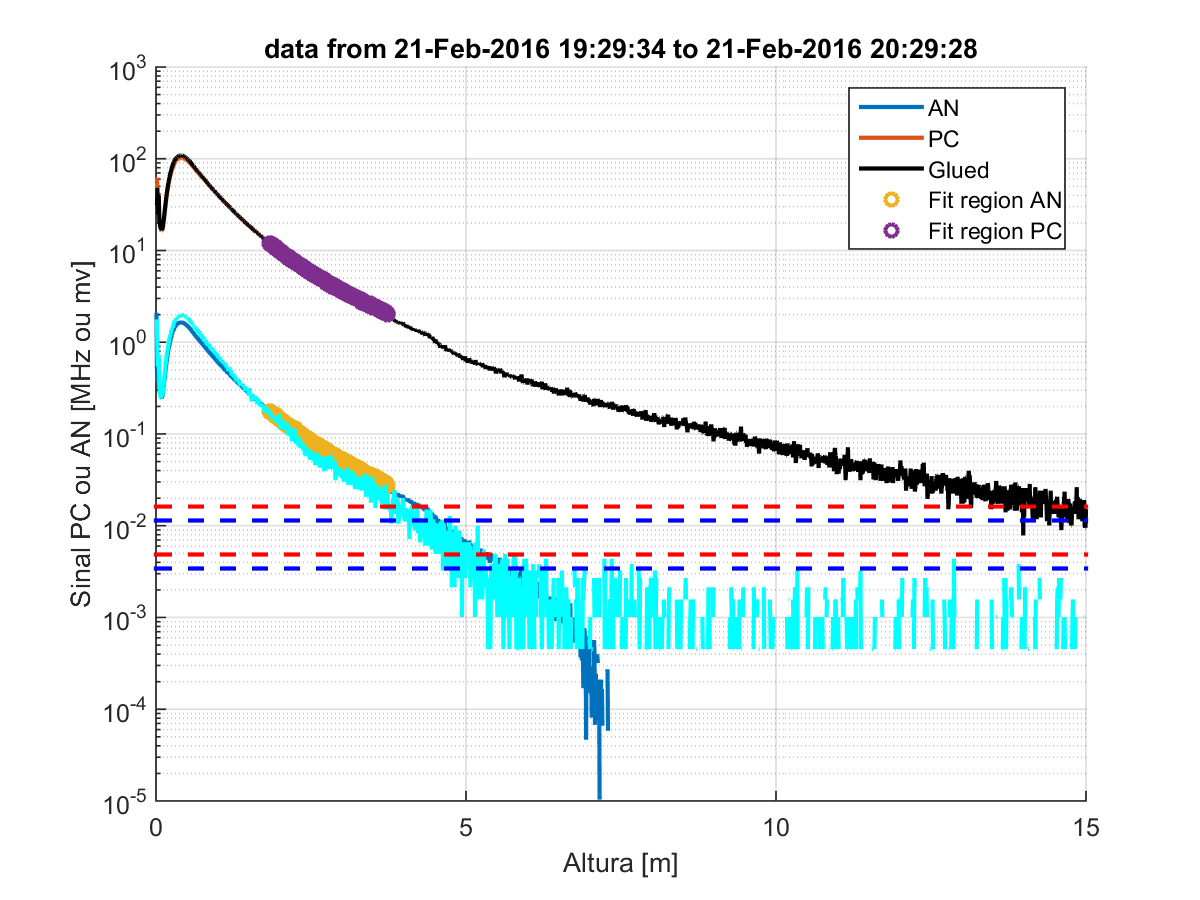 data from 21-Feb-2016 19:29:34 to 21-Feb-2016 20:29:28
10^3
10^2
10^1
10^0
10^-1
10^-2
10^-3
10^-4
10^-5
Sinal PC ou AN [MHz ou mv]
AN
PC
Glued
Fit region AN
Fit region PC
0
5
10
15
Altura [m]